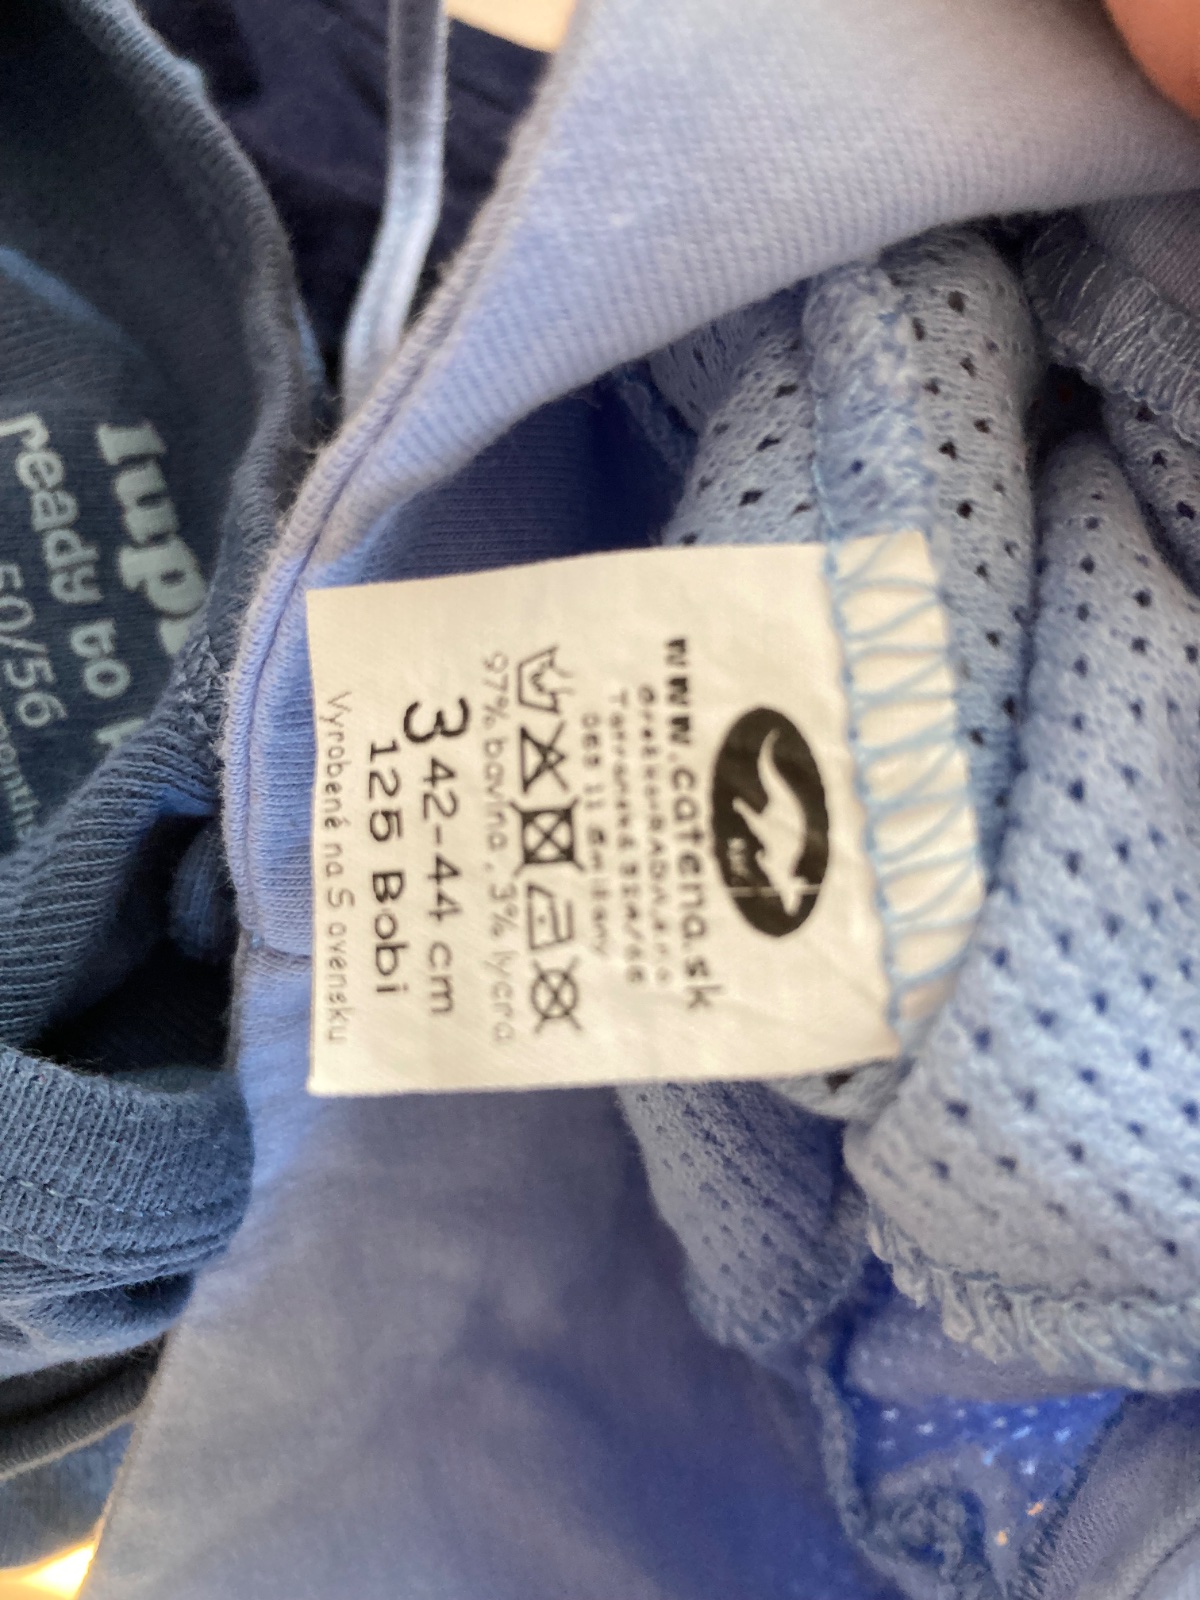 www.catena.sk
97% bavlna, 3% lycra
3 42-44 cm
125 Bobi
Vyrobené na Slovensku
lupi
ready to
50/56